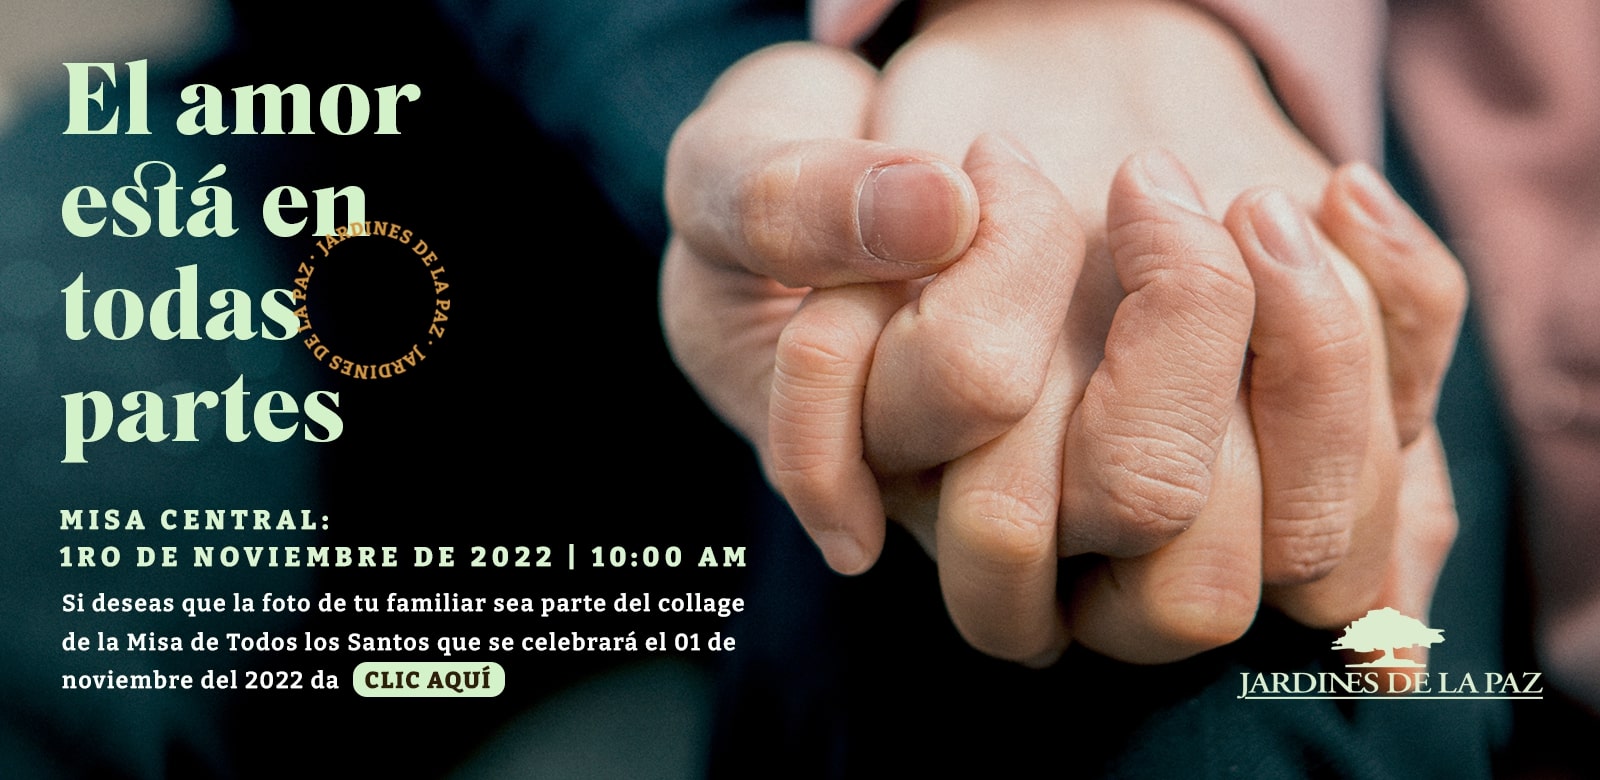 El amor
está en
todas
partes
JARDINES DE LA PAZ · JARDINES DE LA PAZ ·
MISA CENTRAL:
1RO DE NOVIEMBRE DE 2022 | 10:00 AM
Si deseas que la foto de tu familiar sea parte del collage
de la Misa de Todos los Santos que se celebrará el 01 de
noviembre del 2022 da CLIC AQUÍ
JARDINES DE LA PAZ